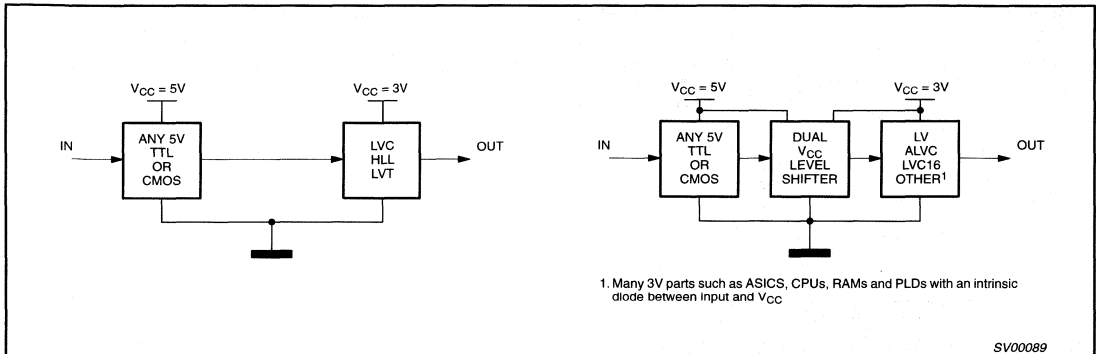 V_CC = 5V
V_CC = 3V
IN
ANY 5V
TTL
OR
CMOS
LVC
HLL
LVT
OUT
V_CC = 5V
V_CC = 3V
IN
ANY 5V
TTL
OR
CMOS
DUAL
V_CC
LEVEL
SHIFTER
LV
ALVC
LVC16
OTHER¹
OUT
1. Many 3V parts such as ASICS, CPUs, RAMs and PLDs with an intrinsic
diode between input and V_CC
SV00089